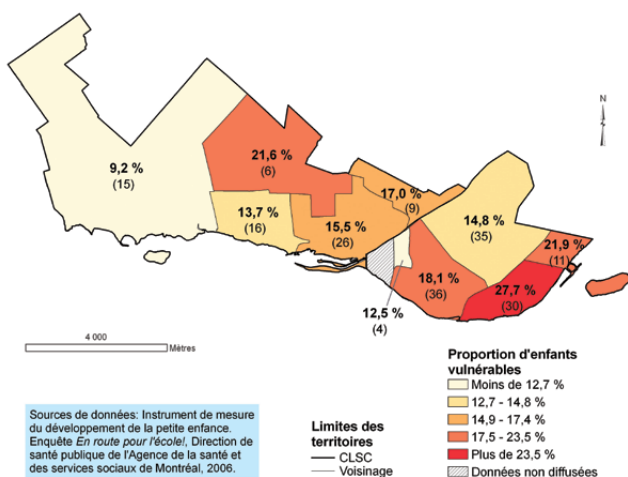 N
9,2 %
(15)
21,6 %
(6)
17,0 %
(9)
13,7 %
(16)
15,5 %
(26)
14,8 %
(35)
21,9 %
(11)
18,1 %
(36)
27,7 %
(30)
12,5 %
(4)
4 000
Mètres
Sources de données: Instrument de mesure
du développement de la petite enfance.
Enquête En route pour l'école!, Direction de
santé publique de l'Agence de la santé et
des services sociaux de Montréal, 2006.
Limites des
territoires
CLSC
Voisinage
Proportion d'enfants
vulnérables
Moins de 12,7 %
12,7 - 14,8 %
14,9 - 17,4 %
17,5 - 23,5 %
Plus de 23,5 %
Données non diffusées